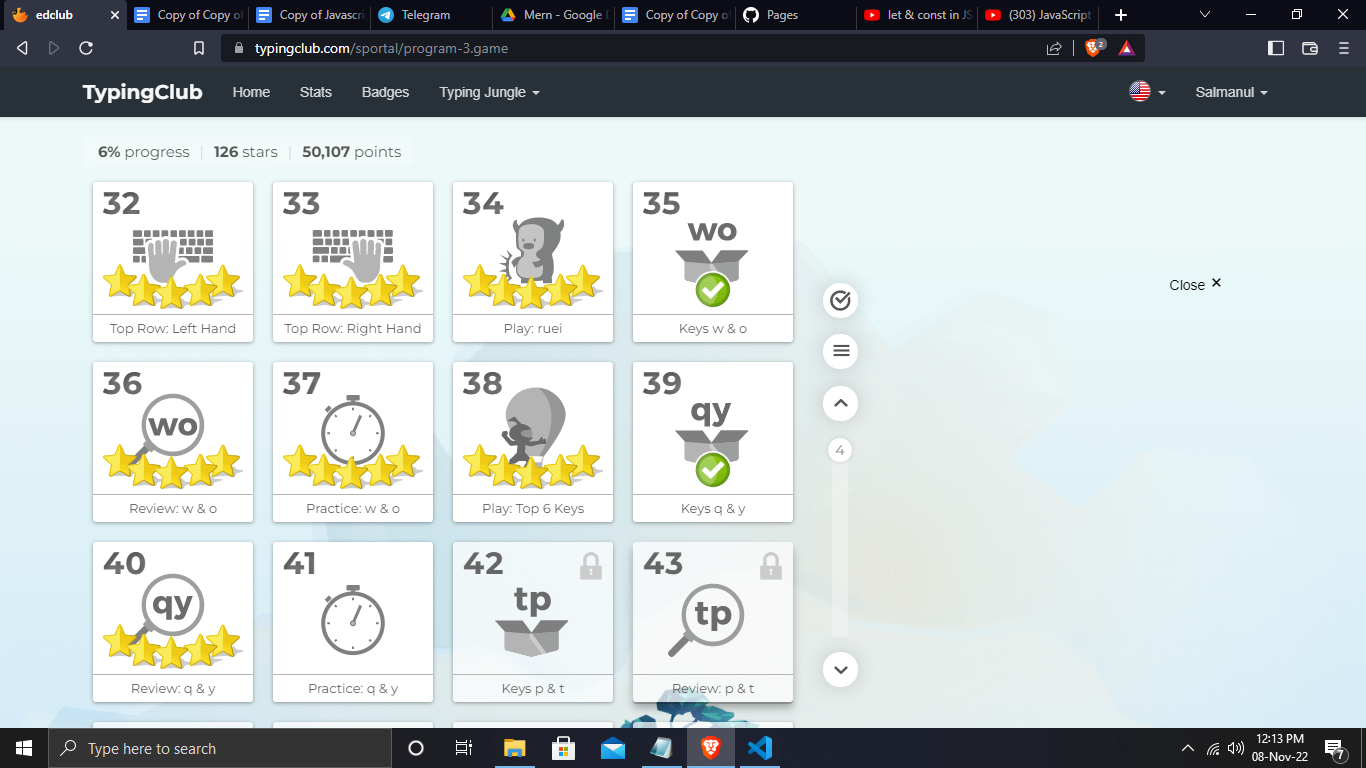 edclub
Copy of Copy of
Copy of Javascri
Telegram
Mern - Google D
Copy of Copy of
Pages
let & const in JS
(303) JavaScript
typingclub.com/sportal/program-3.game
2
TypingClub
Home
Stats
Badges
Typing Jungle
Salmanul
6% progress | 126 stars | 50,107 points
32
Top Row: Left Hand
33
Top Row: Right Hand
34
Play: ruei
35
wo
Keys w & o
Close ×
36
wo
Review: w & o
37
Practice: w & o
38
Play: Top 6 Keys
39
qy
Keys q & y
4
40
qy
Review: q & y
41
Practice: q & y
42
tp
Keys p & t
43
tp
Review: p & t
Type here to search
12:13 PM
08-Nov-22
7